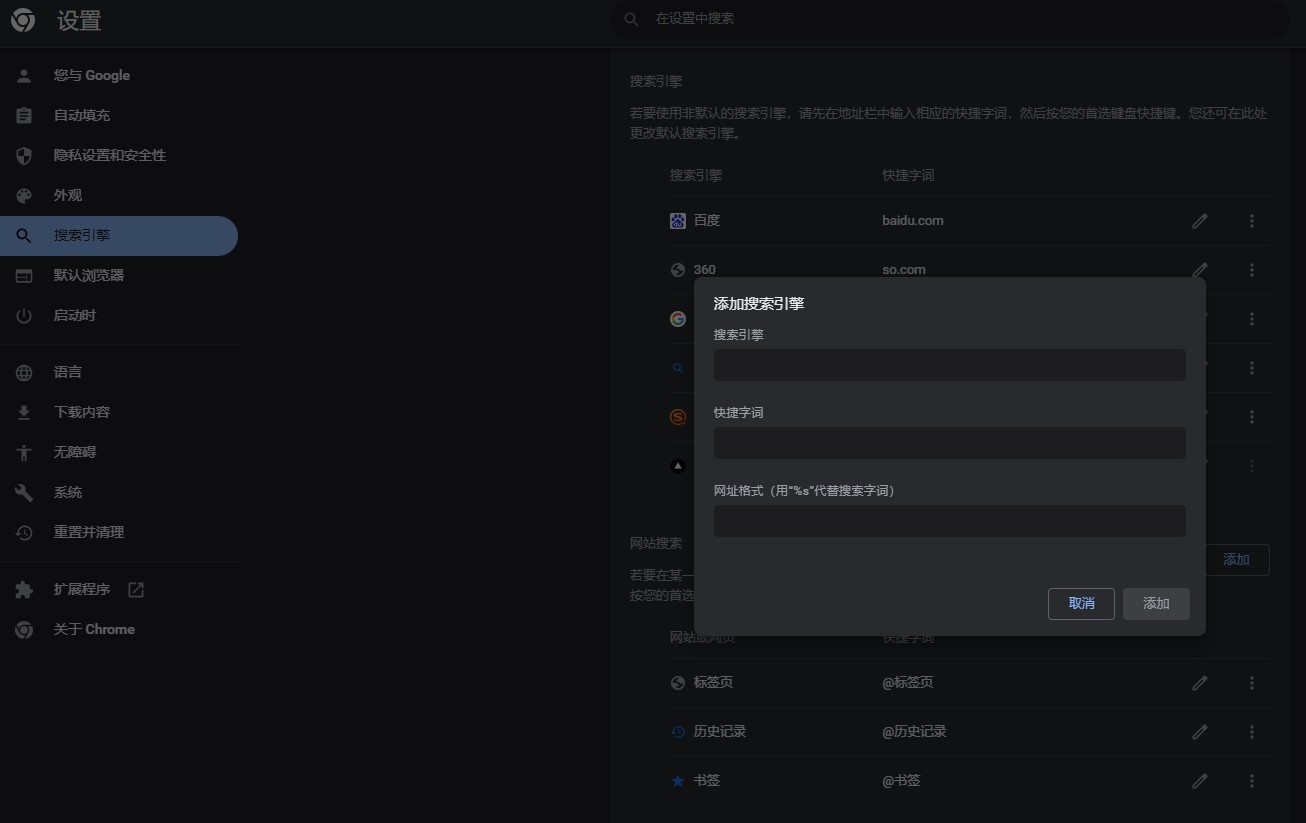 设置
在设置中搜索
您与 Google
自动填充
隐私设置和安全性
外观
搜索引擎
默认浏览器
启动时
语言
下载内容
无障碍
系统
重置并清理
扩展程序
关于 Chrome
搜索引擎
若要使用非默认的搜索引擎，请先在地址栏中输入相应的快捷字词，然后按您的首选键盘快捷键。您还可在此处
更改默认搜索引擎。
搜索引擎 快捷字词
百度 baidu.com
360 so.com
添加搜索引擎
搜索引擎
快捷字词
网址格式（用“%s”代替搜索字词）
取消 添加
网站搜索
添加
若要在某一
按您的首选
网站或网页 快捷字词
标签页 @标签页
历史记录 @历史记录
书签 @书签